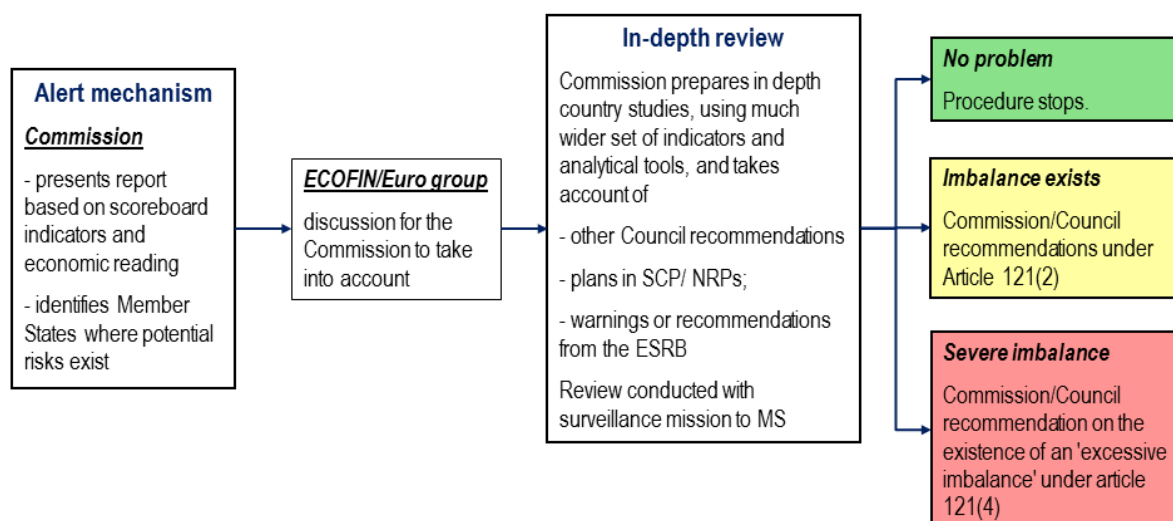 Alert mechanism
Commission
- presents report
based on scoreboard
indicators and
economic reading
- identifies Member
States where potential
risks exist
ECOFIN/Euro group
discussion for the
Commission to take
into account
In-depth review
Commission prepares in depth
country studies, using much
wider set of indicators and
analytical tools, and takes
account of
- other Council recommendations
- plans in SCP/ NRPs;
- warnings or recommendations
from the ESRB
Review conducted with
surveillance mission to MS
No problem
Procedure stops.
Imbalance exists
Commission/Council
recommendations under
Article 121(2)
Severe imbalance
Commission/Council
recommendation on the
existence of an 'excessive
imbalance' under article
121(4)